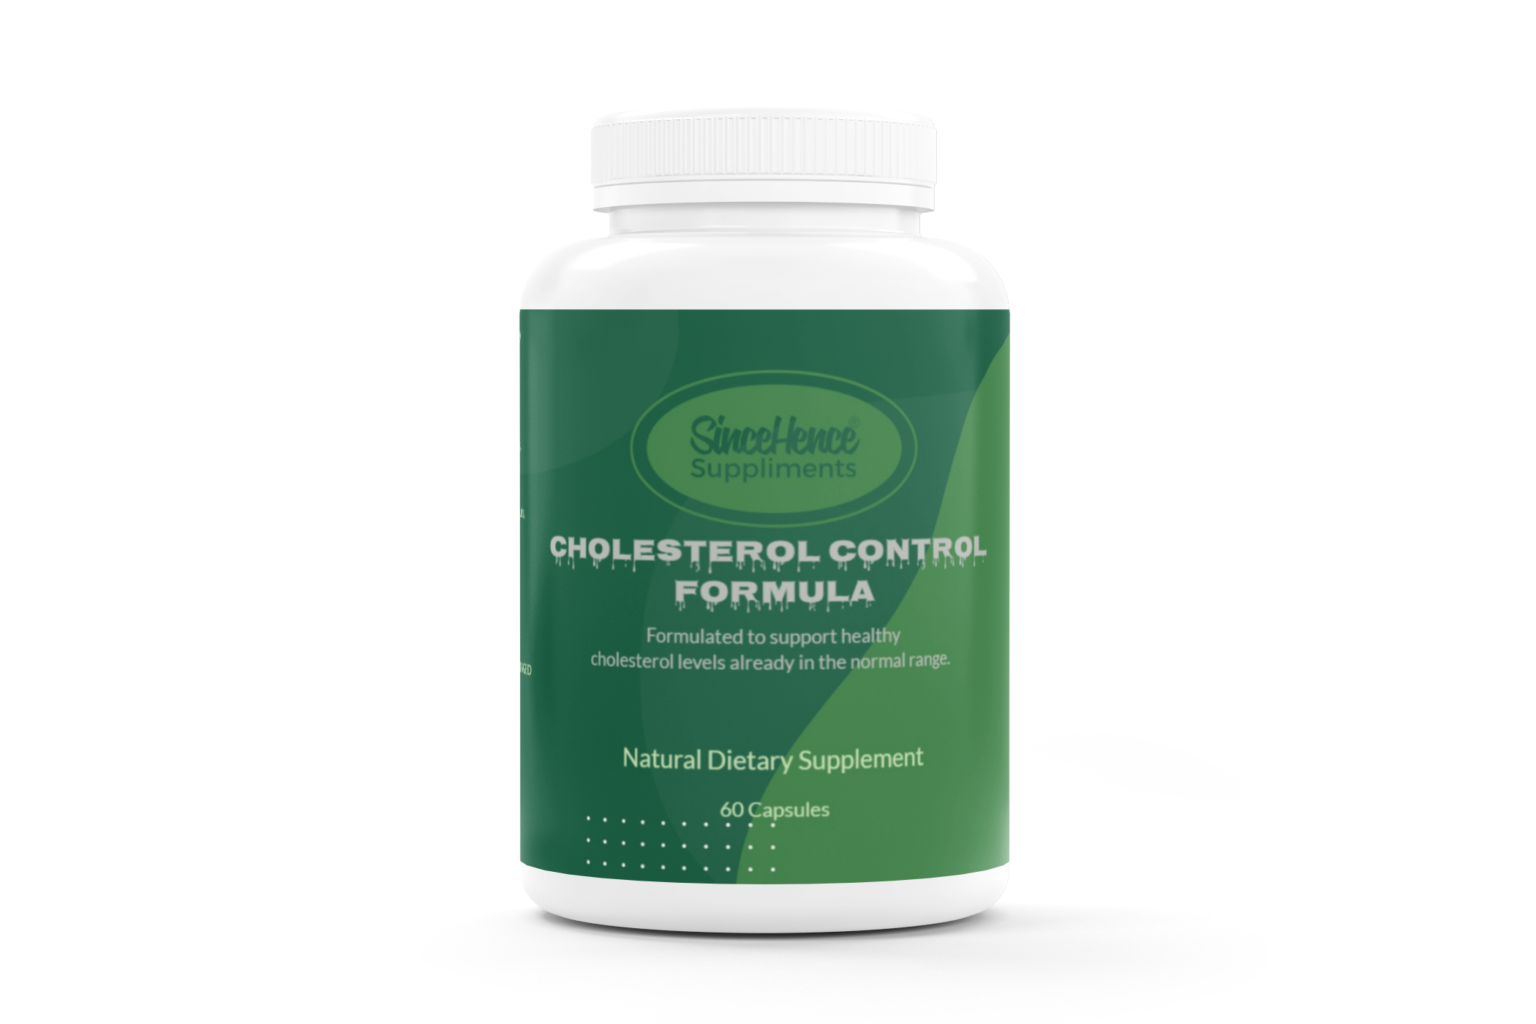 SinceHence®
Suppliments
CHOLESTEROL CONTROL
FORMULA
Formulated to support healthy
cholesterol levels already in the normal range.
Natural Dietary Supplement
60 Capsules